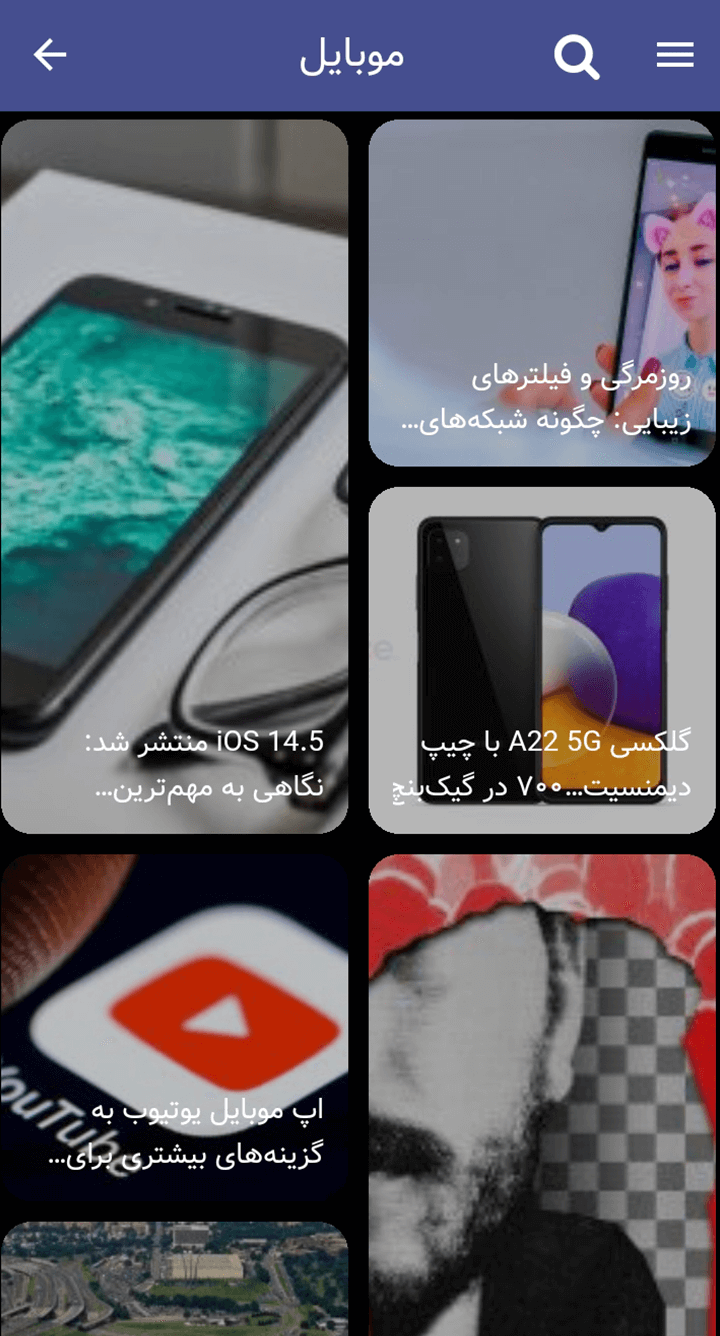 موبایل
روزمرگی و فیلترهای
زیبایی: چگونه شبکه‌های...
iOS 14.5 منتشر شد:
نگاهی به مهم‌ترین...
گلکسی A22 5G با چیپ
دیمنسیت...۷۰۰ در گیک‌بنچ
YouTube
اپ موبایل یوتیوب به
گزینه‌های بیشتری برای...